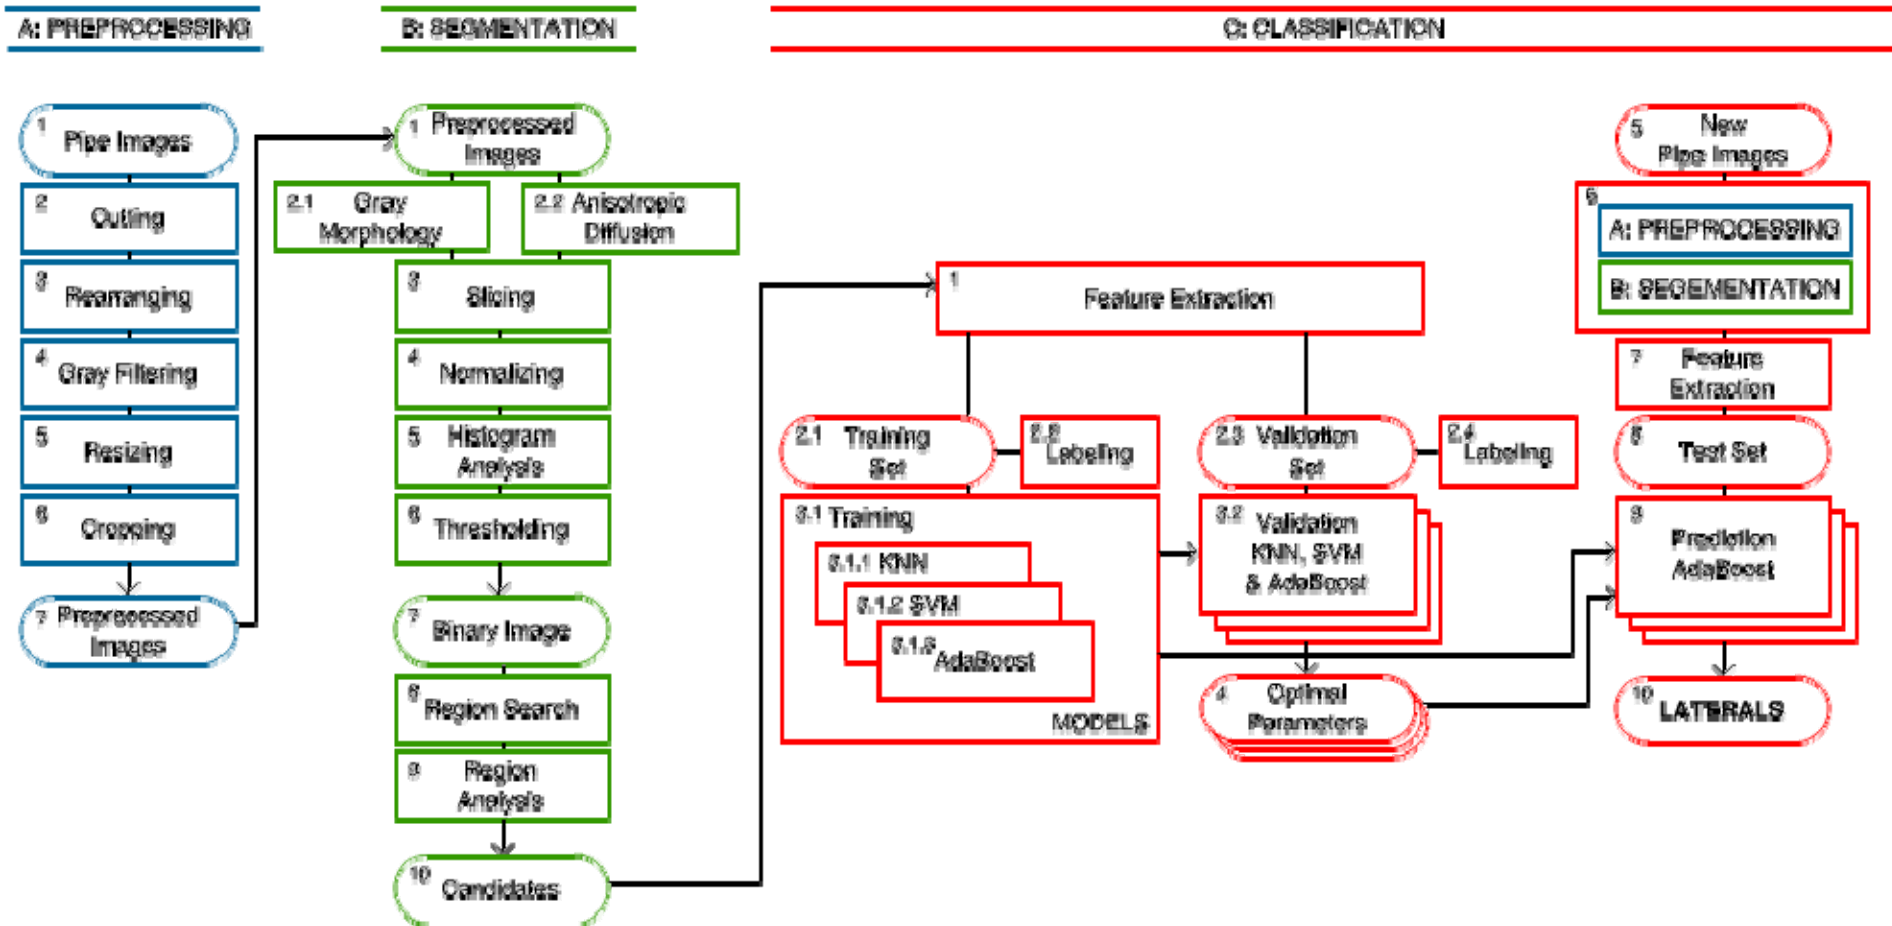 A: PREPROCESSING
B: SEGMENTATION
C: CLASSIFICATION
1 Pipe Images
2 Cutting
3 Rearranging
4 Gray Filtering
5 Resizing
6 Cropping
7 Preprocessed
Images
1 Preprocessed
Images
2.1 Gray
Morphology
2.2 Anisotropic
Diffusion
3 Slicing
4 Normalizing
5 Histogram
Analysis
6 Thresholding
7 Binary Image
8 Region Search
9 Region
Analysis
10 Candidates
1 Feature Extraction
2.1 Training
Set
2.2 Labeling
2.3 Validation
Set
2.4 Labeling
3.1 Training
3.1.1 KNN
3.1.2 SVM
3.1.3 AdaBoost
MODELS
3.2 Validation
KNN, SVM
& AdaBoost
4 Optimal
Parameters
5 New
Pipe Images
6
A: PREPROCESSING
B: SEGEMENTATION
7 Feature
Extraction
8 Test Set
9 Prediction
AdaBoost
10 LATERALS